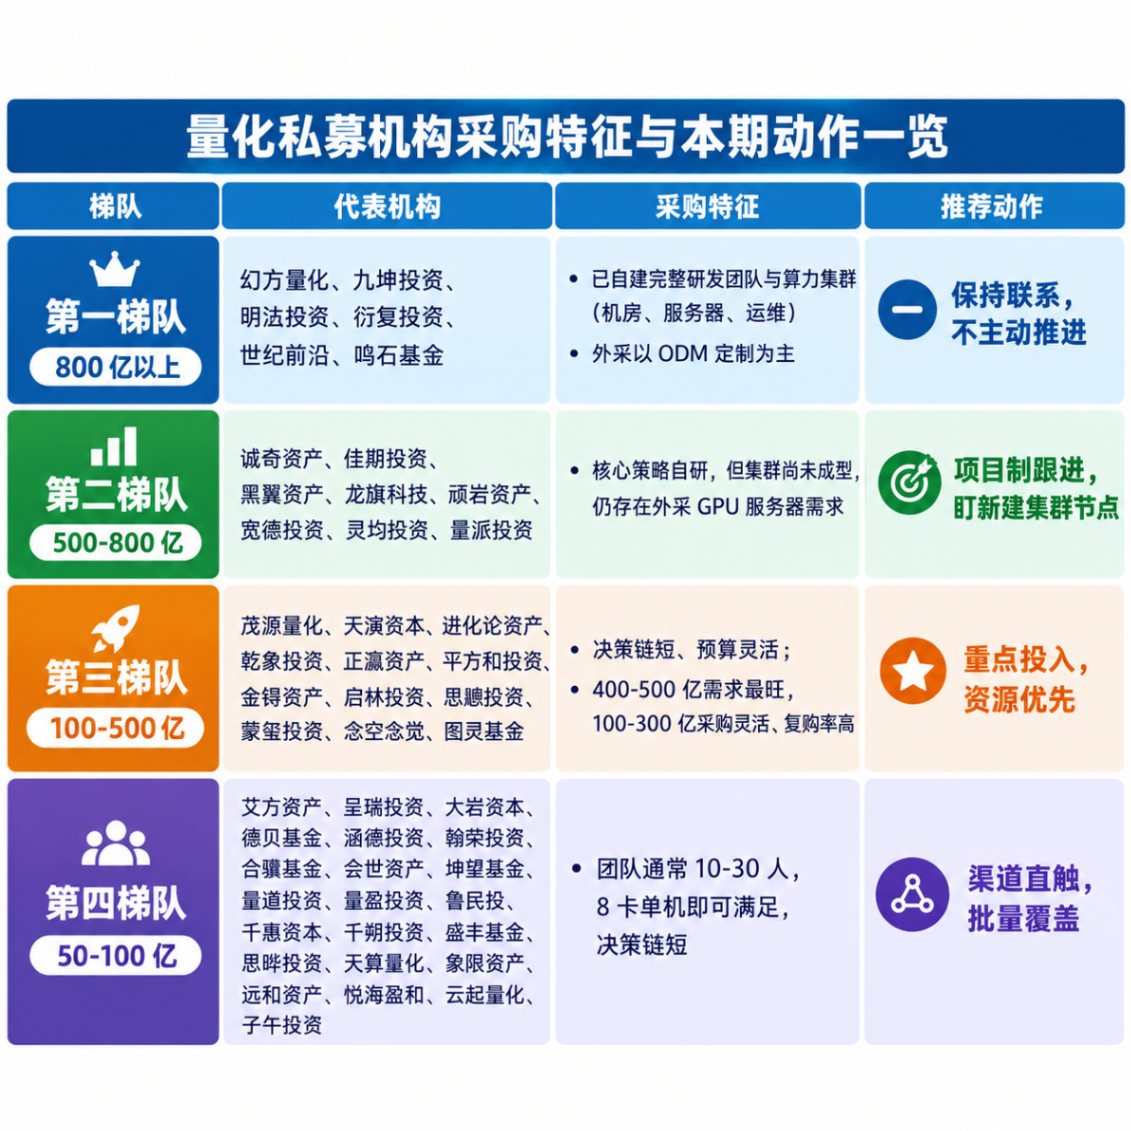 量化私募机构采购特征与本期动作一览
梯队
代表机构
采购特征
推荐动作
第一梯队
800 亿以上
幻方量化、九坤投资、
明法投资、衍复投资、
世纪前沿、鸣石基金
• 已自建完整研发团队与算力集群
（机房、服务器、运维）
• 外采以 ODM 定制为主
保持联系，
不主动推进
第二梯队
500-800 亿
诚奇资产、佳期投资、
黑翼资产、龙旗科技、顽岩资产、
宽德投资、灵均投资、量派投资
• 核心策略自研，但集群尚未成型，
仍存在外采 GPU 服务器需求
项目制跟进，
盯新建集群节点
第三梯队
100-500 亿
茂源量化、天演资本、进化论资产、
乾象投资、正瀛资产、平方和投资、
金锝资产、启林投资、思勰投资、
蒙玺投资、念空念觉、图灵基金
• 决策链短、预算灵活；
• 400-500 亿需求最旺，
100-300 亿采购灵活、复购率高
重点投入，
资源优先
第四梯队
50-100 亿
艾方资产、呈瑞投资、大岩资本、
德贝基金、涵德投资、翰荣投资、
合骥基金、会世资产、坤望基金、
量道投资、量盈投资、鲁民投、
千惠资本、千朔投资、盛丰基金、
思晔投资、天算量化、象限资产、
远和资产、悦海盈和、云起量化、
子午投资
• 团队通常 10-30 人，
8 卡单机即可满足，
决策链短
渠道直触，
批量覆盖